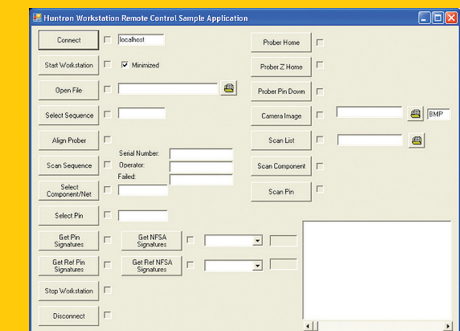 Huntron Workstation Remote Control Sample Application
Connect
localhost
Prober Home
Start Workstation
Minimized
Prober Z Home
Open File
Prober Pin Down
Select Sequence
Camera Image
BMP
Align Prober
Scan List
Serial Number:
Scan Sequence
Operator:
Scan Component
Failed:
Select
Component/Net
Scan Pin
Select Pin
Get Pin
Signatures
Get NFSA
Signatures
Get Ref Pin
Signatures
Get Ref NFSA
Signatures
Stop Workstation
Disconnect